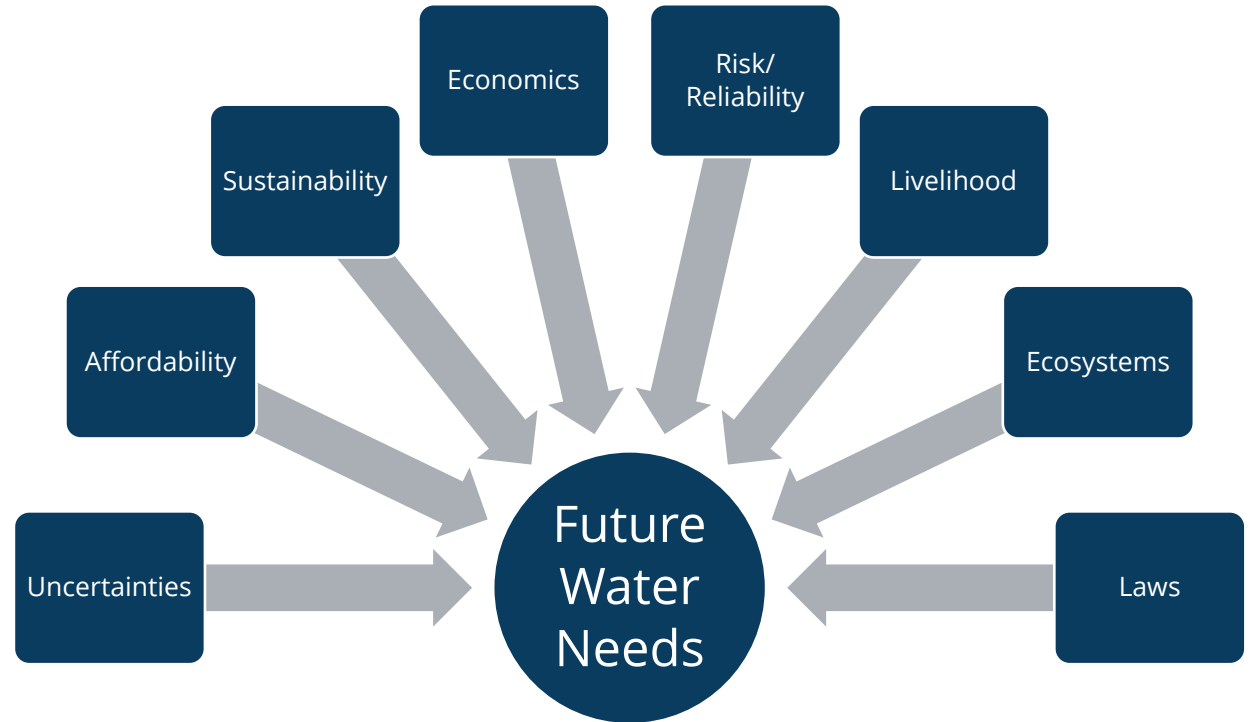 Economics
Risk/
Reliability
Sustainability
Livelihood
Affordability
Ecosystems
Uncertainties
Future
Water
Needs
Laws